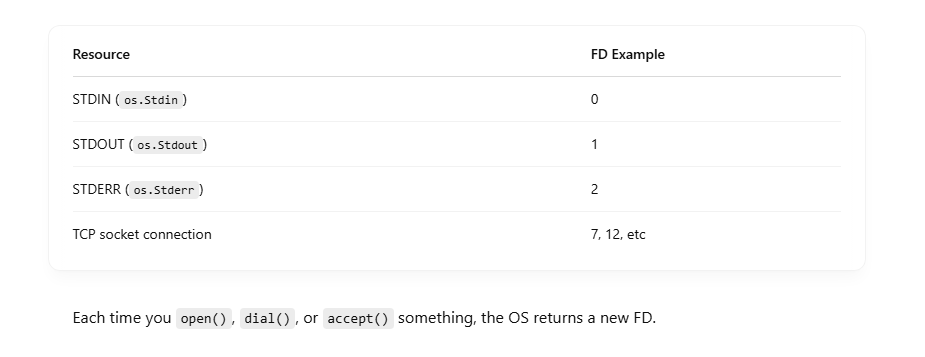 Resource FD Example
STDIN (os.Stdin) 0
STDOUT (os.Stdout) 1
STDERR (os.Stderr) 2
TCP socket connection 7, 12, etc
Each time you open(), dial(), or accept() something, the OS returns a new FD.